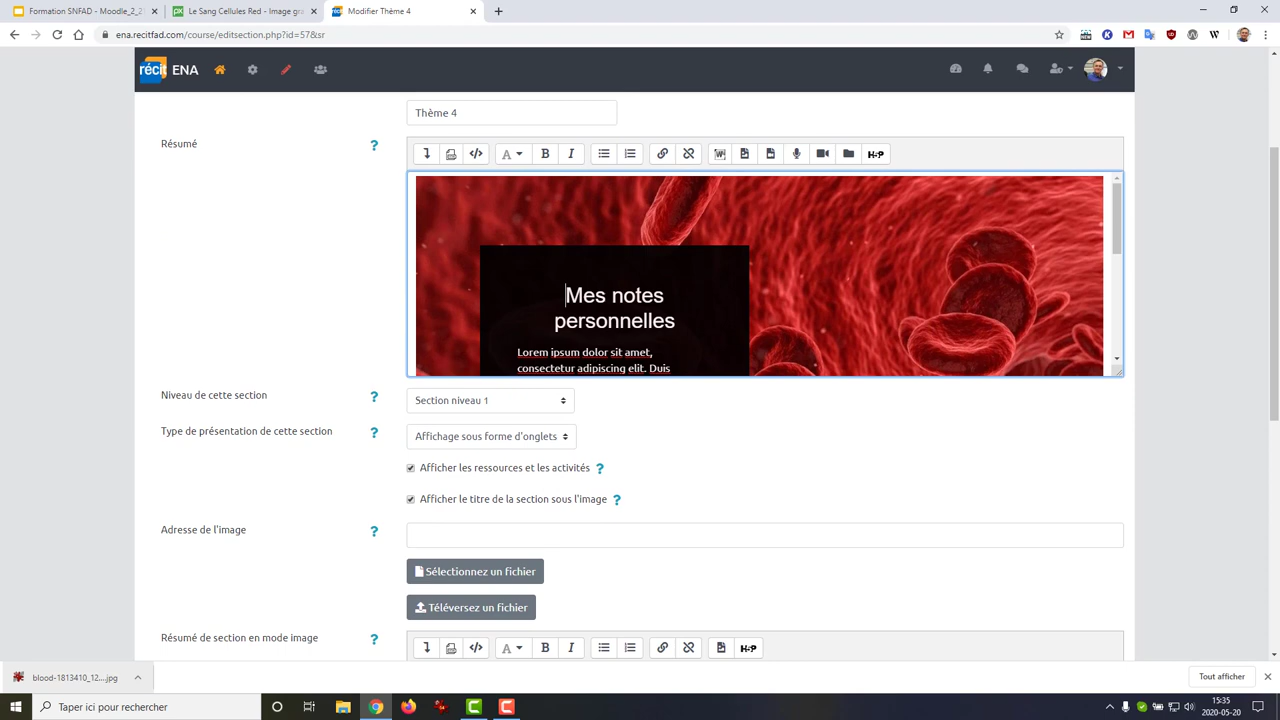 Formation SNFAD - Moodle_2_2
Le Sang Cellules Red - Image gra
Modifier Thème 4
ena.recitfad.com/course/editsection.php?id=57&sr
récit ENA
Thème 4
Résumé
Mes notes
personnelles
Lorem ipsum dolor sit amet,
consectetur adipiscing elit. Duis
Niveau de cette section
Section niveau 1
Type de présentation de cette section
Affichage sous forme d'onglets
Afficher les ressources et les activités
Afficher le titre de la section sous l'image
Adresse de l'image
Sélectionnez un fichier
Téléversez un fichier
Résumé de section en mode image
H-P
blood-1813410_12....jpg
Tout afficher
Taper ici pour rechercher
15:35
2020-05-20